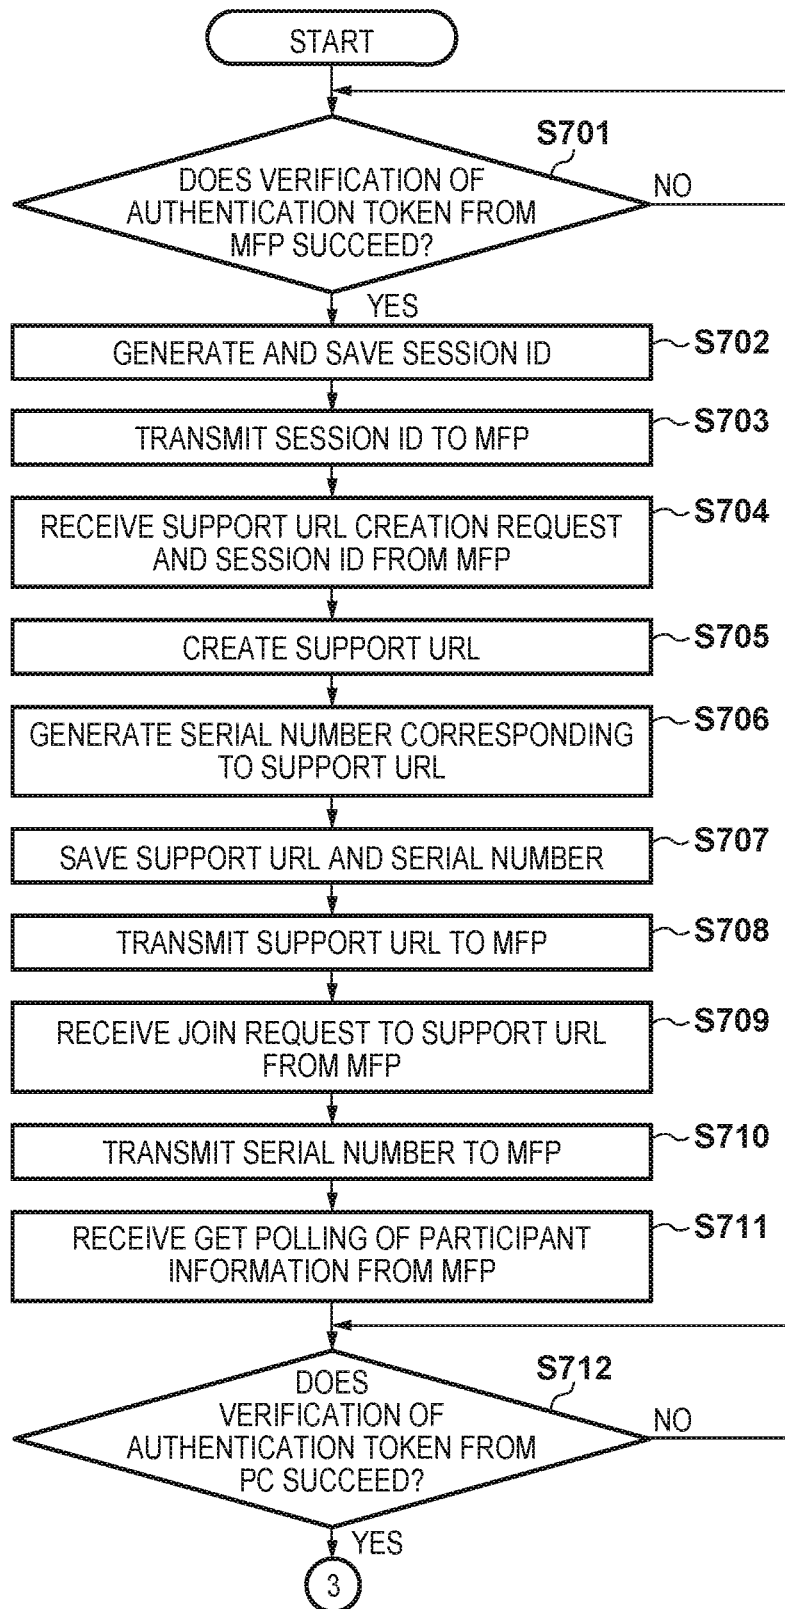 START
S701
DOES VERIFICATION OF
AUTHENTICATION TOKEN FROM
MFP SUCCEED?
NO
YES
GENERATE AND SAVE SESSION ID
S702
TRANSMIT SESSION ID TO MFP
S703
RECEIVE SUPPORT URL CREATION REQUEST
AND SESSION ID FROM MFP
S704
CREATE SUPPORT URL
S705
GENERATE SERIAL NUMBER CORRESPONDING
TO SUPPORT URL
S706
SAVE SUPPORT URL AND SERIAL NUMBER
S707
TRANSMIT SUPPORT URL TO MFP
S708
RECEIVE JOIN REQUEST TO SUPPORT URL
FROM MFP
S709
TRANSMIT SERIAL NUMBER TO MFP
S710
RECEIVE GET POLLING OF PARTICIPANT
INFORMATION FROM MFP
S711
S712
DOES
VERIFICATION OF
AUTHENTICATION TOKEN FROM
PC SUCCEED?
NO
YES
3